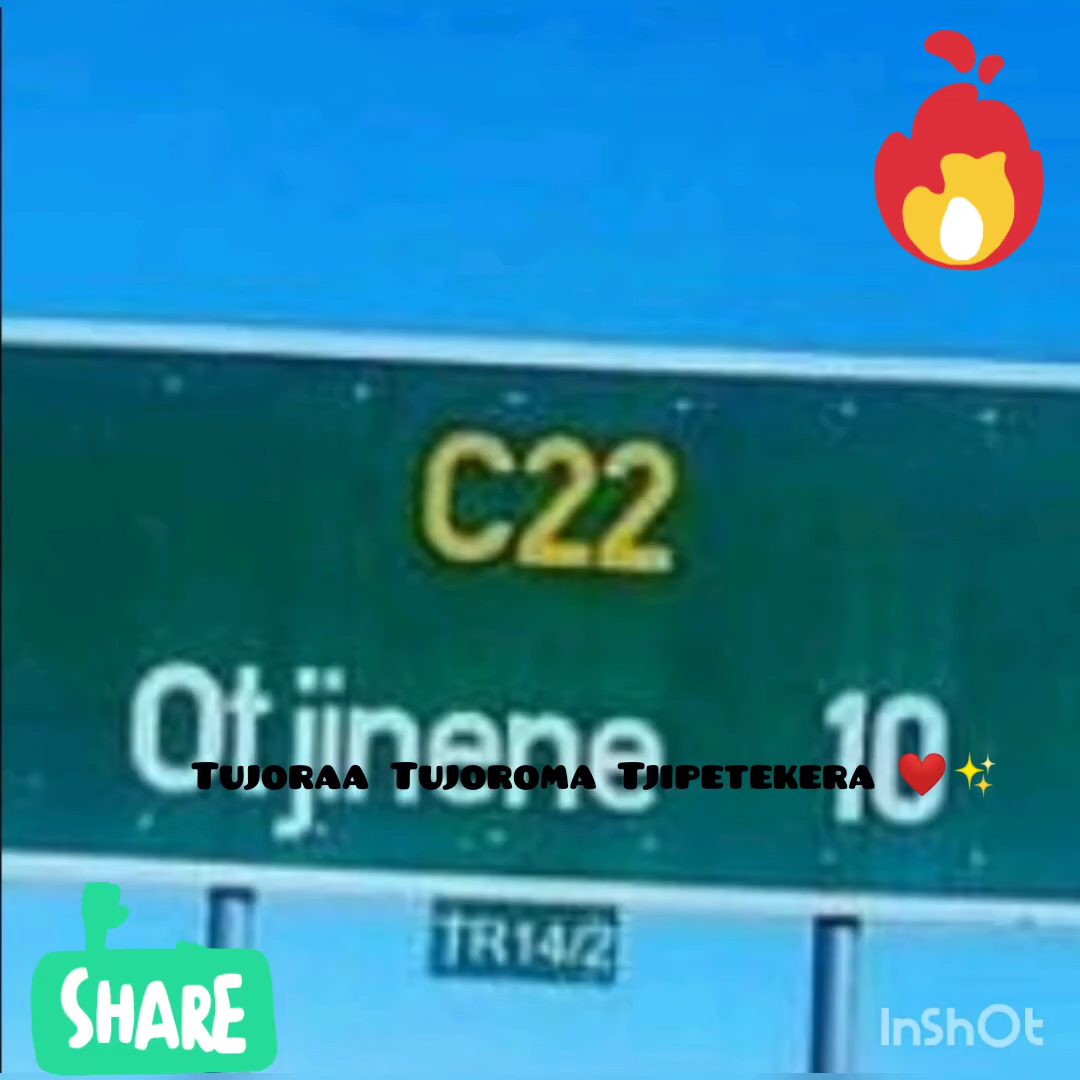 C22
Otjinene 10
Tujoraa Tujoroma Tjipetekera ❤️✨
TR14/2
SHARE
InShOt